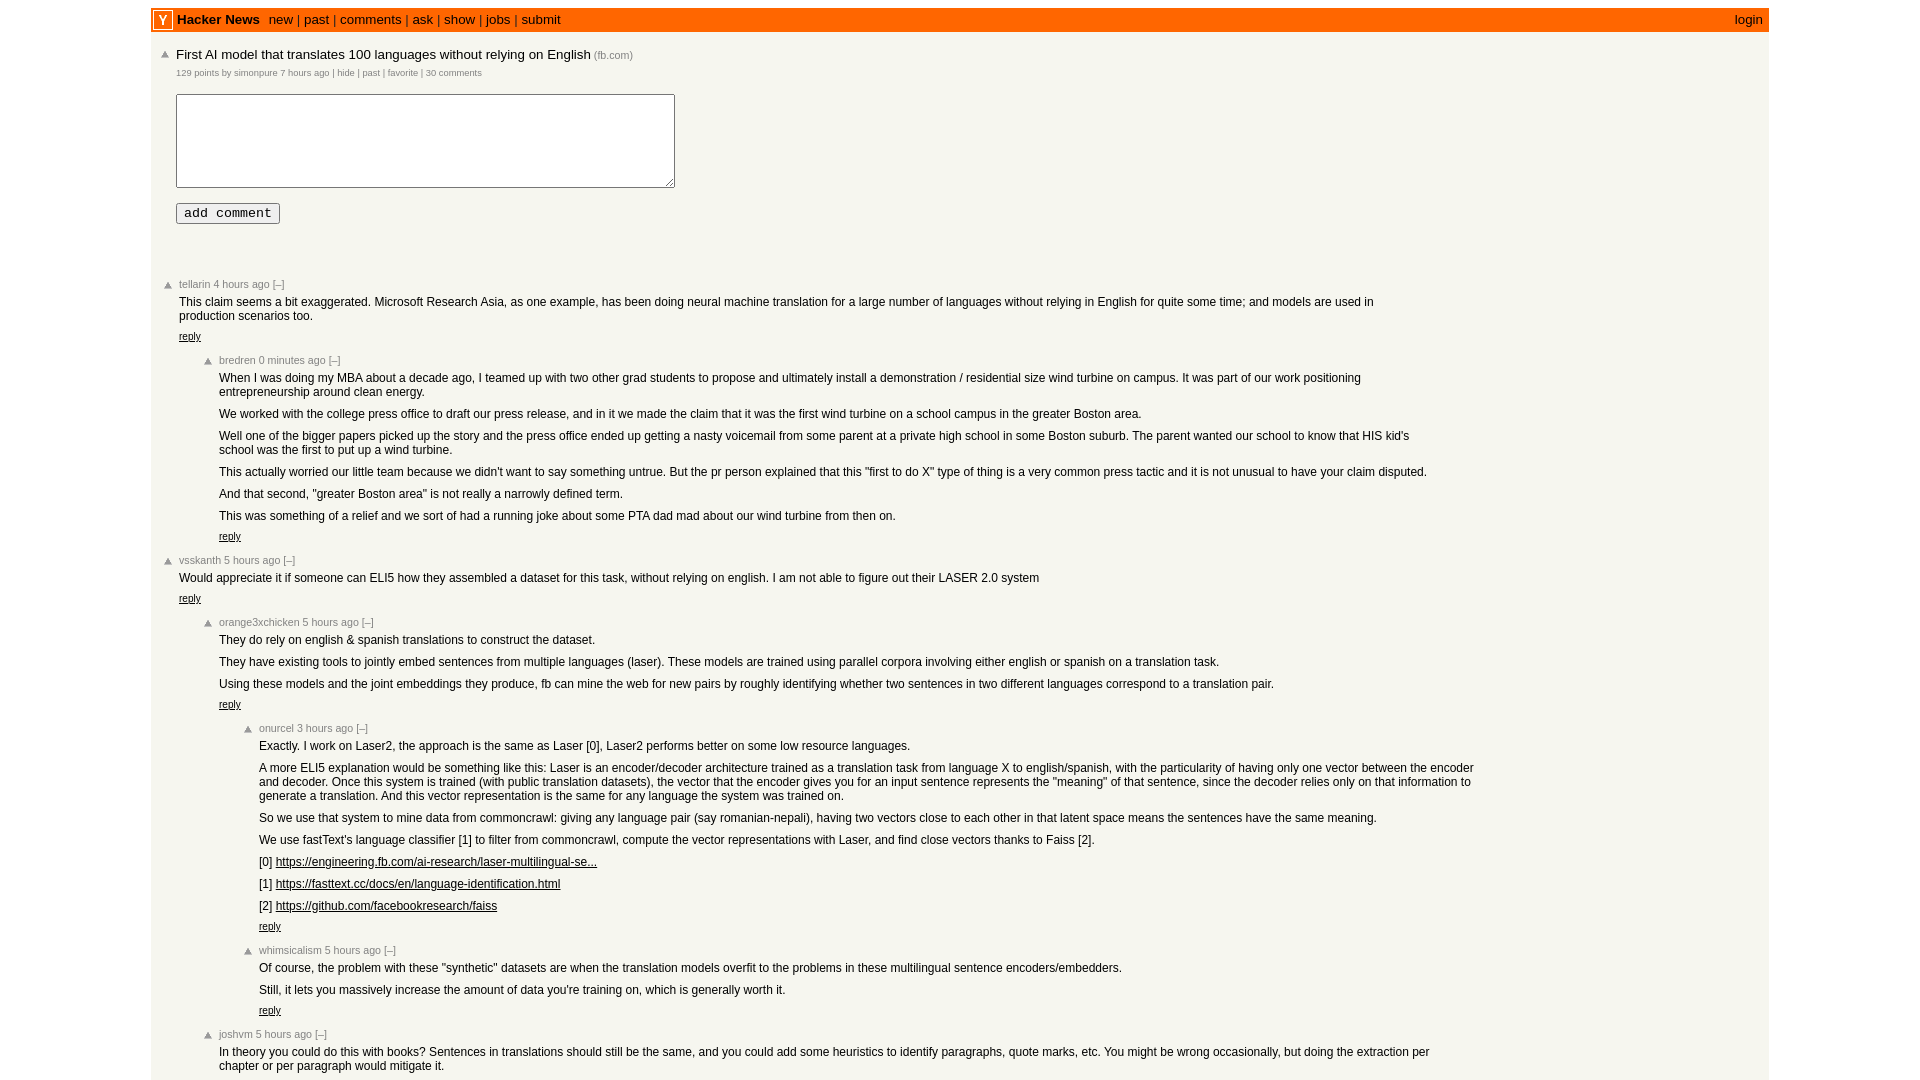 Y Hacker News new | past | comments | ask | show | jobs | submit login
First AI model that translates 100 languages without relying on English (fb.com)
129 points by simonpure 7 hours ago | hide | past | favorite | 30 comments
add comment
tellarin 4 hours ago [–]
This claim seems a bit exaggerated. Microsoft Research Asia, as one example, has been doing neural machine translation for a large number of languages without relying in English for quite some time; and models are used in
production scenarios too.
reply
bredren 0 minutes ago [–]
When I was doing my MBA about a decade ago, I teamed up with two other grad students to propose and ultimately install a demonstration / residential size wind turbine on campus. It was part of our work positioning
entrepreneurship around clean energy.
We worked with the college press office to draft our press release, and in it we made the claim that it was the first wind turbine on a school campus in the greater Boston area.
Well one of the bigger papers picked up the story and the press office ended up getting a nasty voicemail from some parent at a private high school in some Boston suburb. The parent wanted our school to know that HIS kid's
school was the first to put up a wind turbine.
This actually worried our little team because we didn't want to say something untrue. But the pr person explained that this "first to do X" type of thing is a very common press tactic and it is not unusual to have your claim disputed.
And that second, "greater Boston area" is not really a narrowly defined term.
This was something of a relief and we sort of had a running joke about some PTA dad mad about our wind turbine from then on.
reply
vsskanth 5 hours ago [–]
Would appreciate it if someone can ELI5 how they assembled a dataset for this task, without relying on english. I am not able to figure out their LASER 2.0 system
reply
orange3xchicken 5 hours ago [–]
They do rely on english & spanish translations to construct the dataset.
They have existing tools to jointly embed sentences from multiple languages (laser). These models are trained using parallel corpora involving either english or spanish on a translation task.
Using these models and the joint embeddings they produce, fb can mine the web for new pairs by roughly identifying whether two sentences in two different languages correspond to a translation pair.
reply
onurcel 3 hours ago [–]
Exactly. I work on Laser2, the approach is the same as Laser [0], Laser2 performs better on some low resource languages.
A more ELI5 explanation would be something like this: Laser is an encoder/decoder architecture trained as a translation task from language X to english/spanish, with the particularity of having only one vector between the encoder
and decoder. Once this system is trained (with public translation datasets), the vector that the encoder gives you for an input sentence represents the "meaning" of that sentence, since the decoder relies only on that information to
generate a translation. And this vector representation is the same for any language the system was trained on.
So we use that system to mine data from commoncrawl: giving any language pair (say romanian-nepali), having two vectors close to each other in that latent space means the sentences have the same meaning.
We use fastText's language classifier [1] to filter from commoncrawl, compute the vector representations with Laser, and find close vectors thanks to Faiss [2].
[0] https://engineering.fb.com/ai-research/laser-multilingual-se...
[1] https://fasttext.cc/docs/en/language-identification.html
[2] https://github.com/facebookresearch/faiss
reply
whimsicalism 5 hours ago [–]
Of course, the problem with these "synthetic" datasets are when the translation models overfit to the problems in these multilingual sentence encoders/embedders.
Still, it lets you massively increase the amount of data you're training on, which is generally worth it.
reply
joshvm 5 hours ago [–]
In theory you could do this with books? Sentences in translations should still be the same, and you could add some heuristics to identify paragraphs, quote marks, etc. You might be wrong occasionally, but doing the extraction per
chapter or per paragraph would mitigate it.